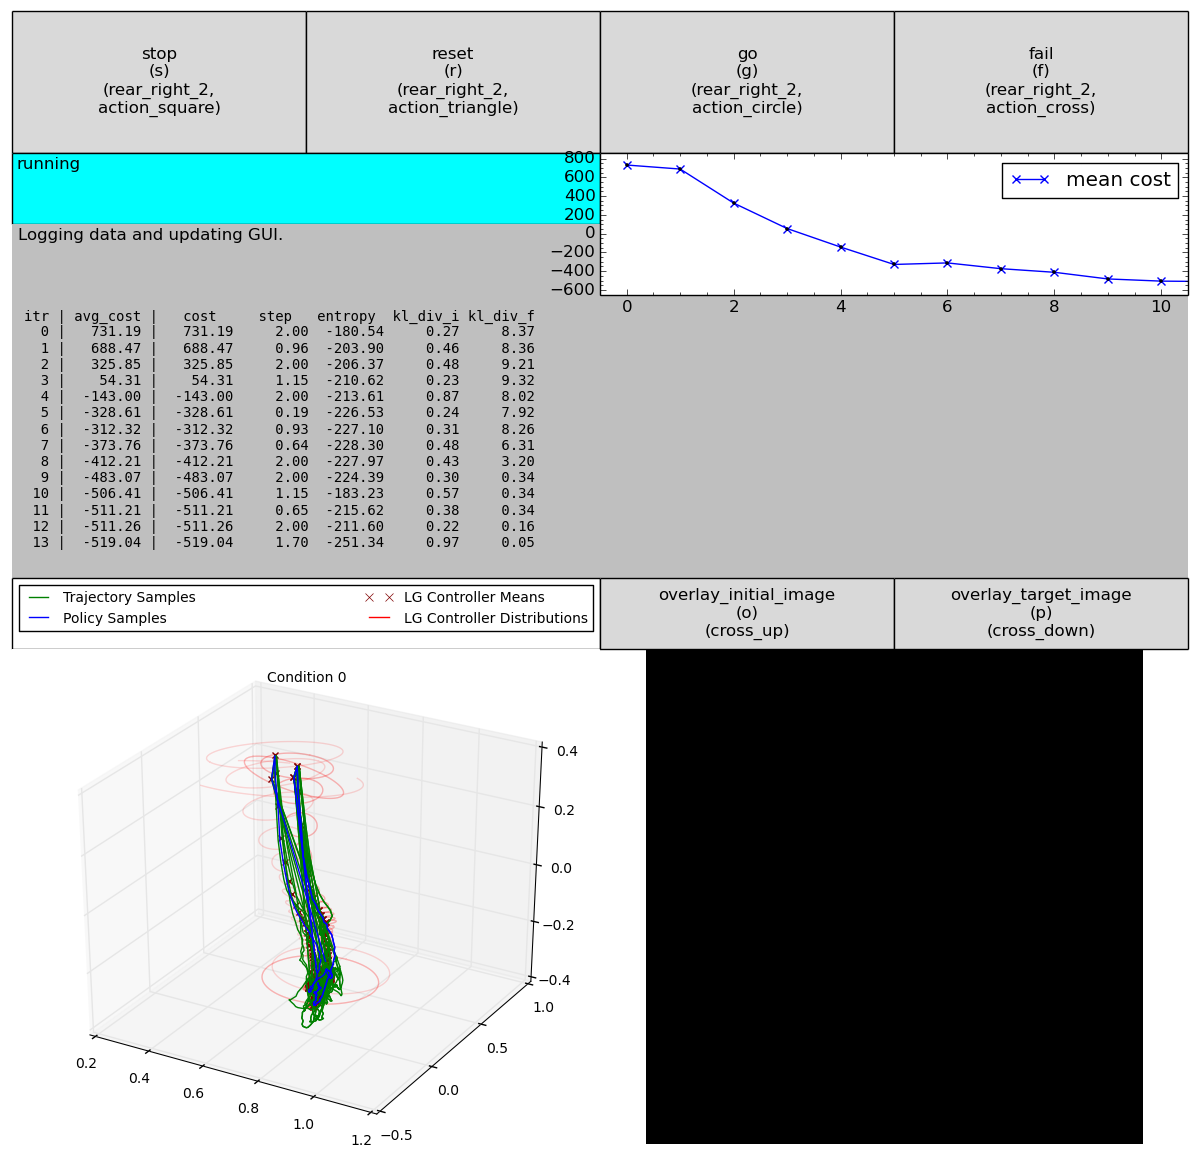 stop
(s)
(rear_right_2,
action_square)
reset
(r)
(rear_right_2,
action_triangle)
go
(g)
(rear_right_2,
action_circle)
fail
(f)
(rear_right_2,
action_cross)
running
Logging data and updating GUI.
800
600
400
200
0
−200
−400
−600
mean cost
0 2 4 6 8 10
itr | avg_cost | cost step entropy kl_div_i kl_div_f
0 | 731.19 | 731.19 2.00 -180.54 0.27 8.37
1 | 688.47 | 688.47 0.96 -203.90 0.46 8.36
2 | 325.85 | 325.85 2.00 -206.37 0.48 9.21
3 | 54.31 | 54.31 1.15 -210.62 0.23 9.32
4 | -143.00 | -143.00 2.00 -213.61 0.87 8.02
5 | -328.61 | -328.61 0.19 -226.53 0.24 7.92
6 | -312.32 | -312.32 0.93 -227.10 0.31 8.26
7 | -373.76 | -373.76 0.64 -228.30 0.48 6.31
8 | -412.21 | -412.21 2.00 -227.97 0.43 3.20
9 | -483.07 | -483.07 2.00 -224.39 0.30 0.34
10 | -506.41 | -506.41 1.15 -183.23 0.57 0.34
11 | -511.21 | -511.21 0.65 -215.62 0.38 0.34
12 | -511.26 | -511.26 2.00 -211.60 0.22 0.16
13 | -519.04 | -519.04 1.70 -251.34 0.97 0.05
Trajectory Samples
Policy Samples
LG Controller Means
LG Controller Distributions
overlay_initial_image
(o)
(cross_up)
overlay_target_image
(p)
(cross_down)
Condition 0
0.4
0.2
0.0
−0.2
−0.4
1.0
0.5
0.0
−0.5
0.2
0.4
0.6
0.8
1.0
1.2